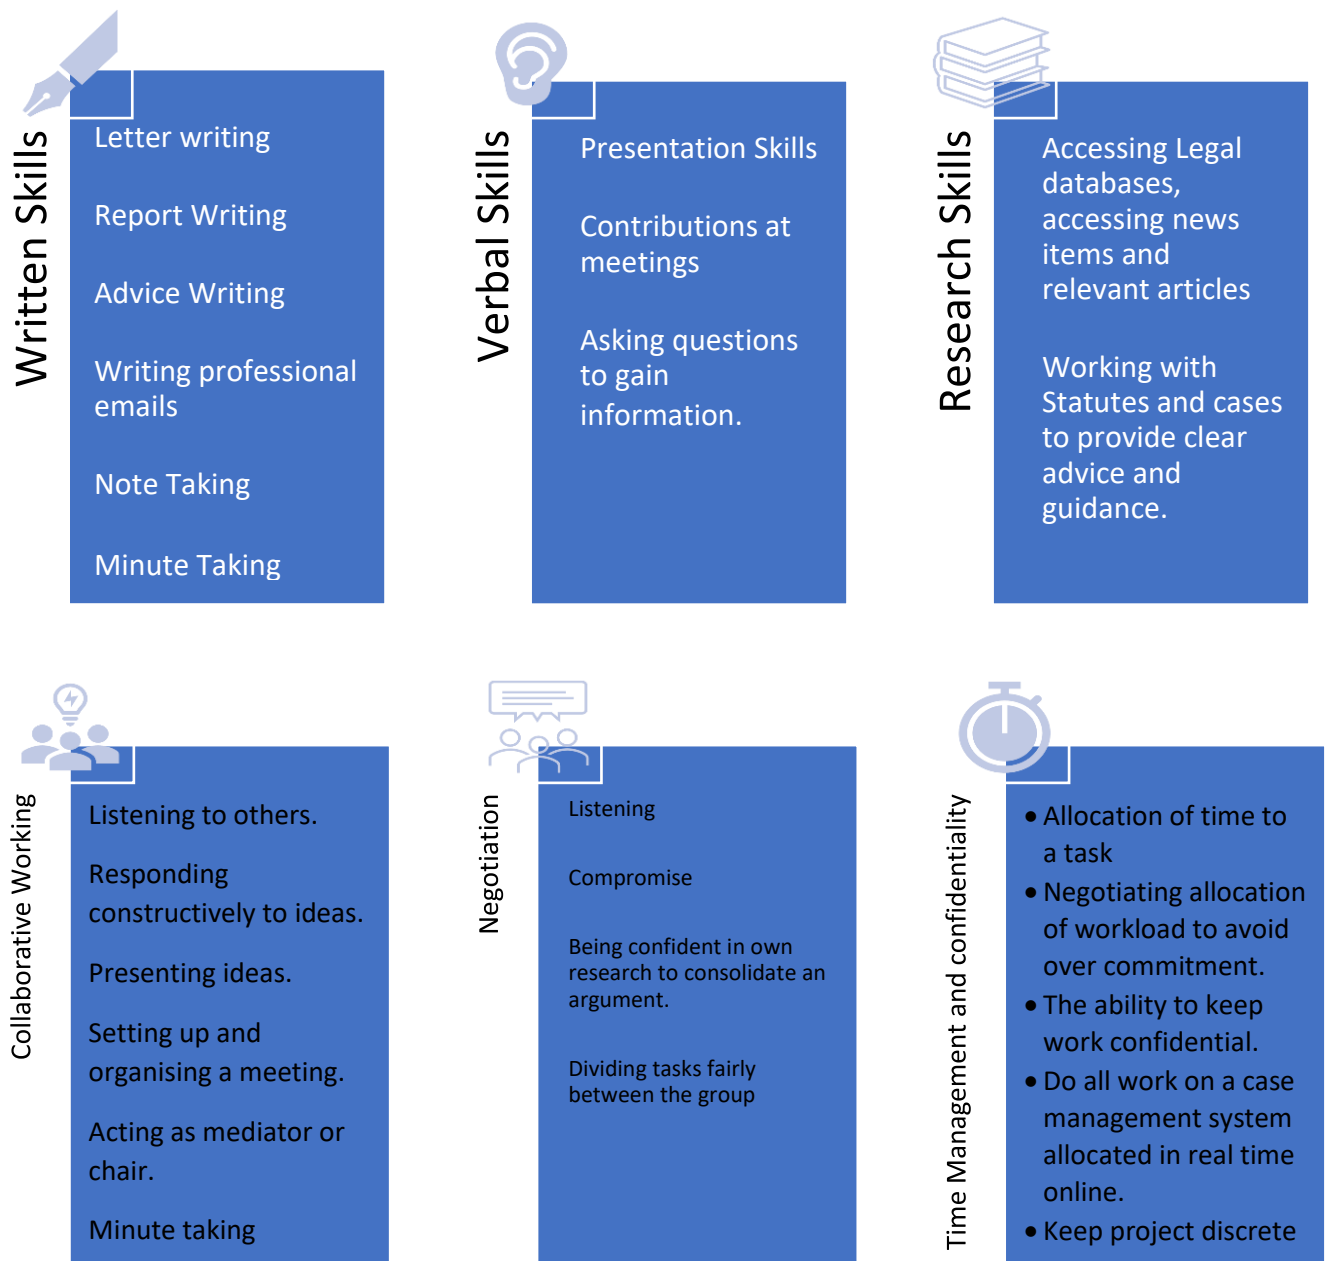 Written Skills
Letter writing
Report Writing
Advice Writing
Writing professional
emails
Note Taking
Minute Taking
Verbal Skills
Presentation Skills
Contributions at
meetings
Asking questions
to gain
information.
Research Skills
Accessing Legal
databases,
accessing news
items and
relevant articles
Working with
Statutes and cases
to provide clear
advice and
guidance.
Collaborative Working
Listening to others.
Responding
constructively to ideas.
Presenting ideas.
Setting up and
organising a meeting.
Acting as mediator or
chair.
Minute taking
Negotiation
Listening
Compromise
Being confident in own
research to consolidate an
argument.
Dividing tasks fairly
between the group
Time Management and confidentiality
• Allocation of time to
a task
• Negotiating allocation
of workload to avoid
over commitment.
• The ability to keep
work confidential.
• Do all work on a case
management system
allocated in real time
online.
• Keep project discrete